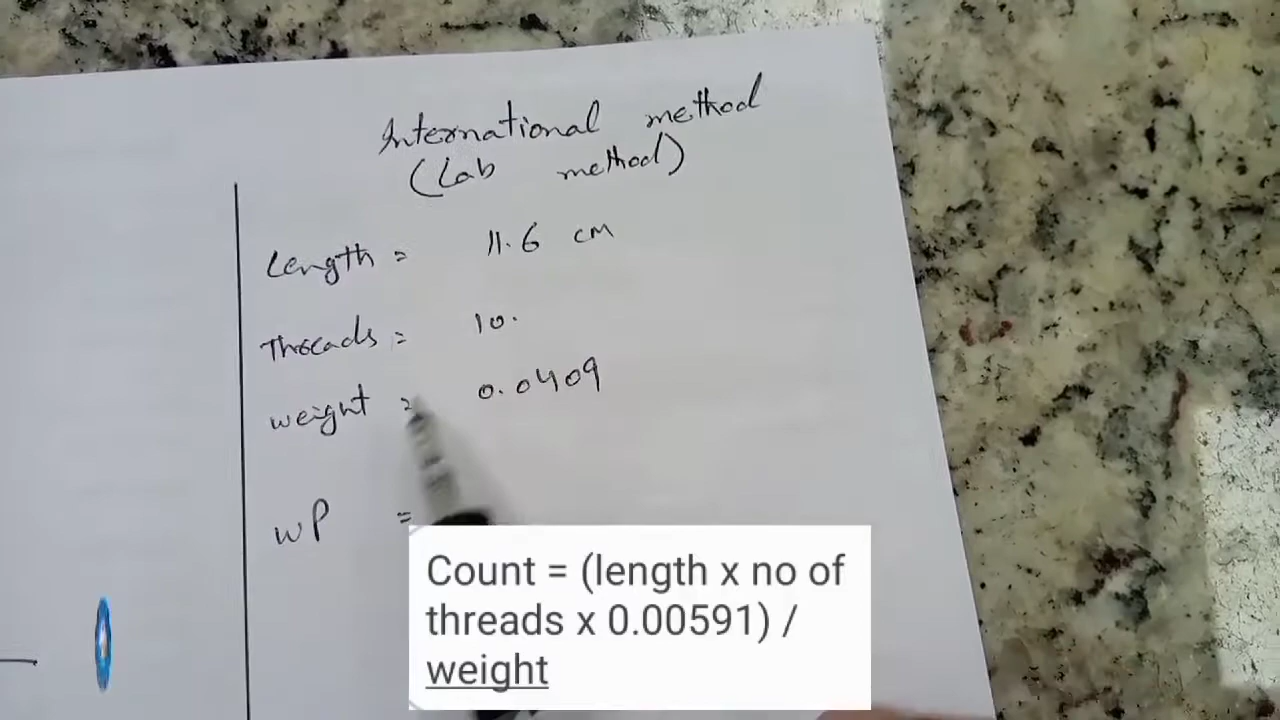 International method
(Lab method)
Length = 11.6 cm
Threads = 10.
weight = 0.0409
WP =
Count = (length x no of
threads x 0.00591) /
weight